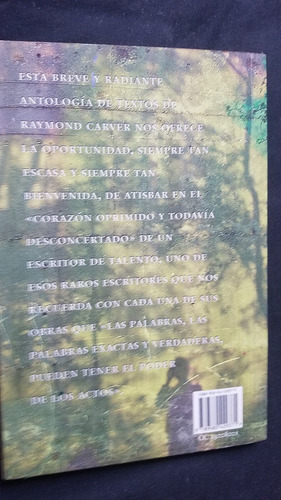 ESTA BREVE Y RADIANTE
ANTOLOGÍA DE TEXTOS DE
RAYMOND CARVER NOS OFRECE
LA OPORTUNIDAD, SIEMPRE TAN
ESCASA Y SIEMPRE TAN
BIENVENIDA, DE ATISBAR EN EL
«CORAZÓN OPRIMIDO Y TODAVÍA
DESCONCERTADO» DE UN
ESCRITOR DE TALENTO, UNO DE
ESOS RAROS ESCRITORES QUE NOS
RECUERDA CON CADA UNA DE SUS
OBRAS QUE «LAS PALABRAS, LAS
PALABRAS EXACTAS Y VERDADERAS,
PUEDEN TENER EL PODER
DE LOS ACTOS»